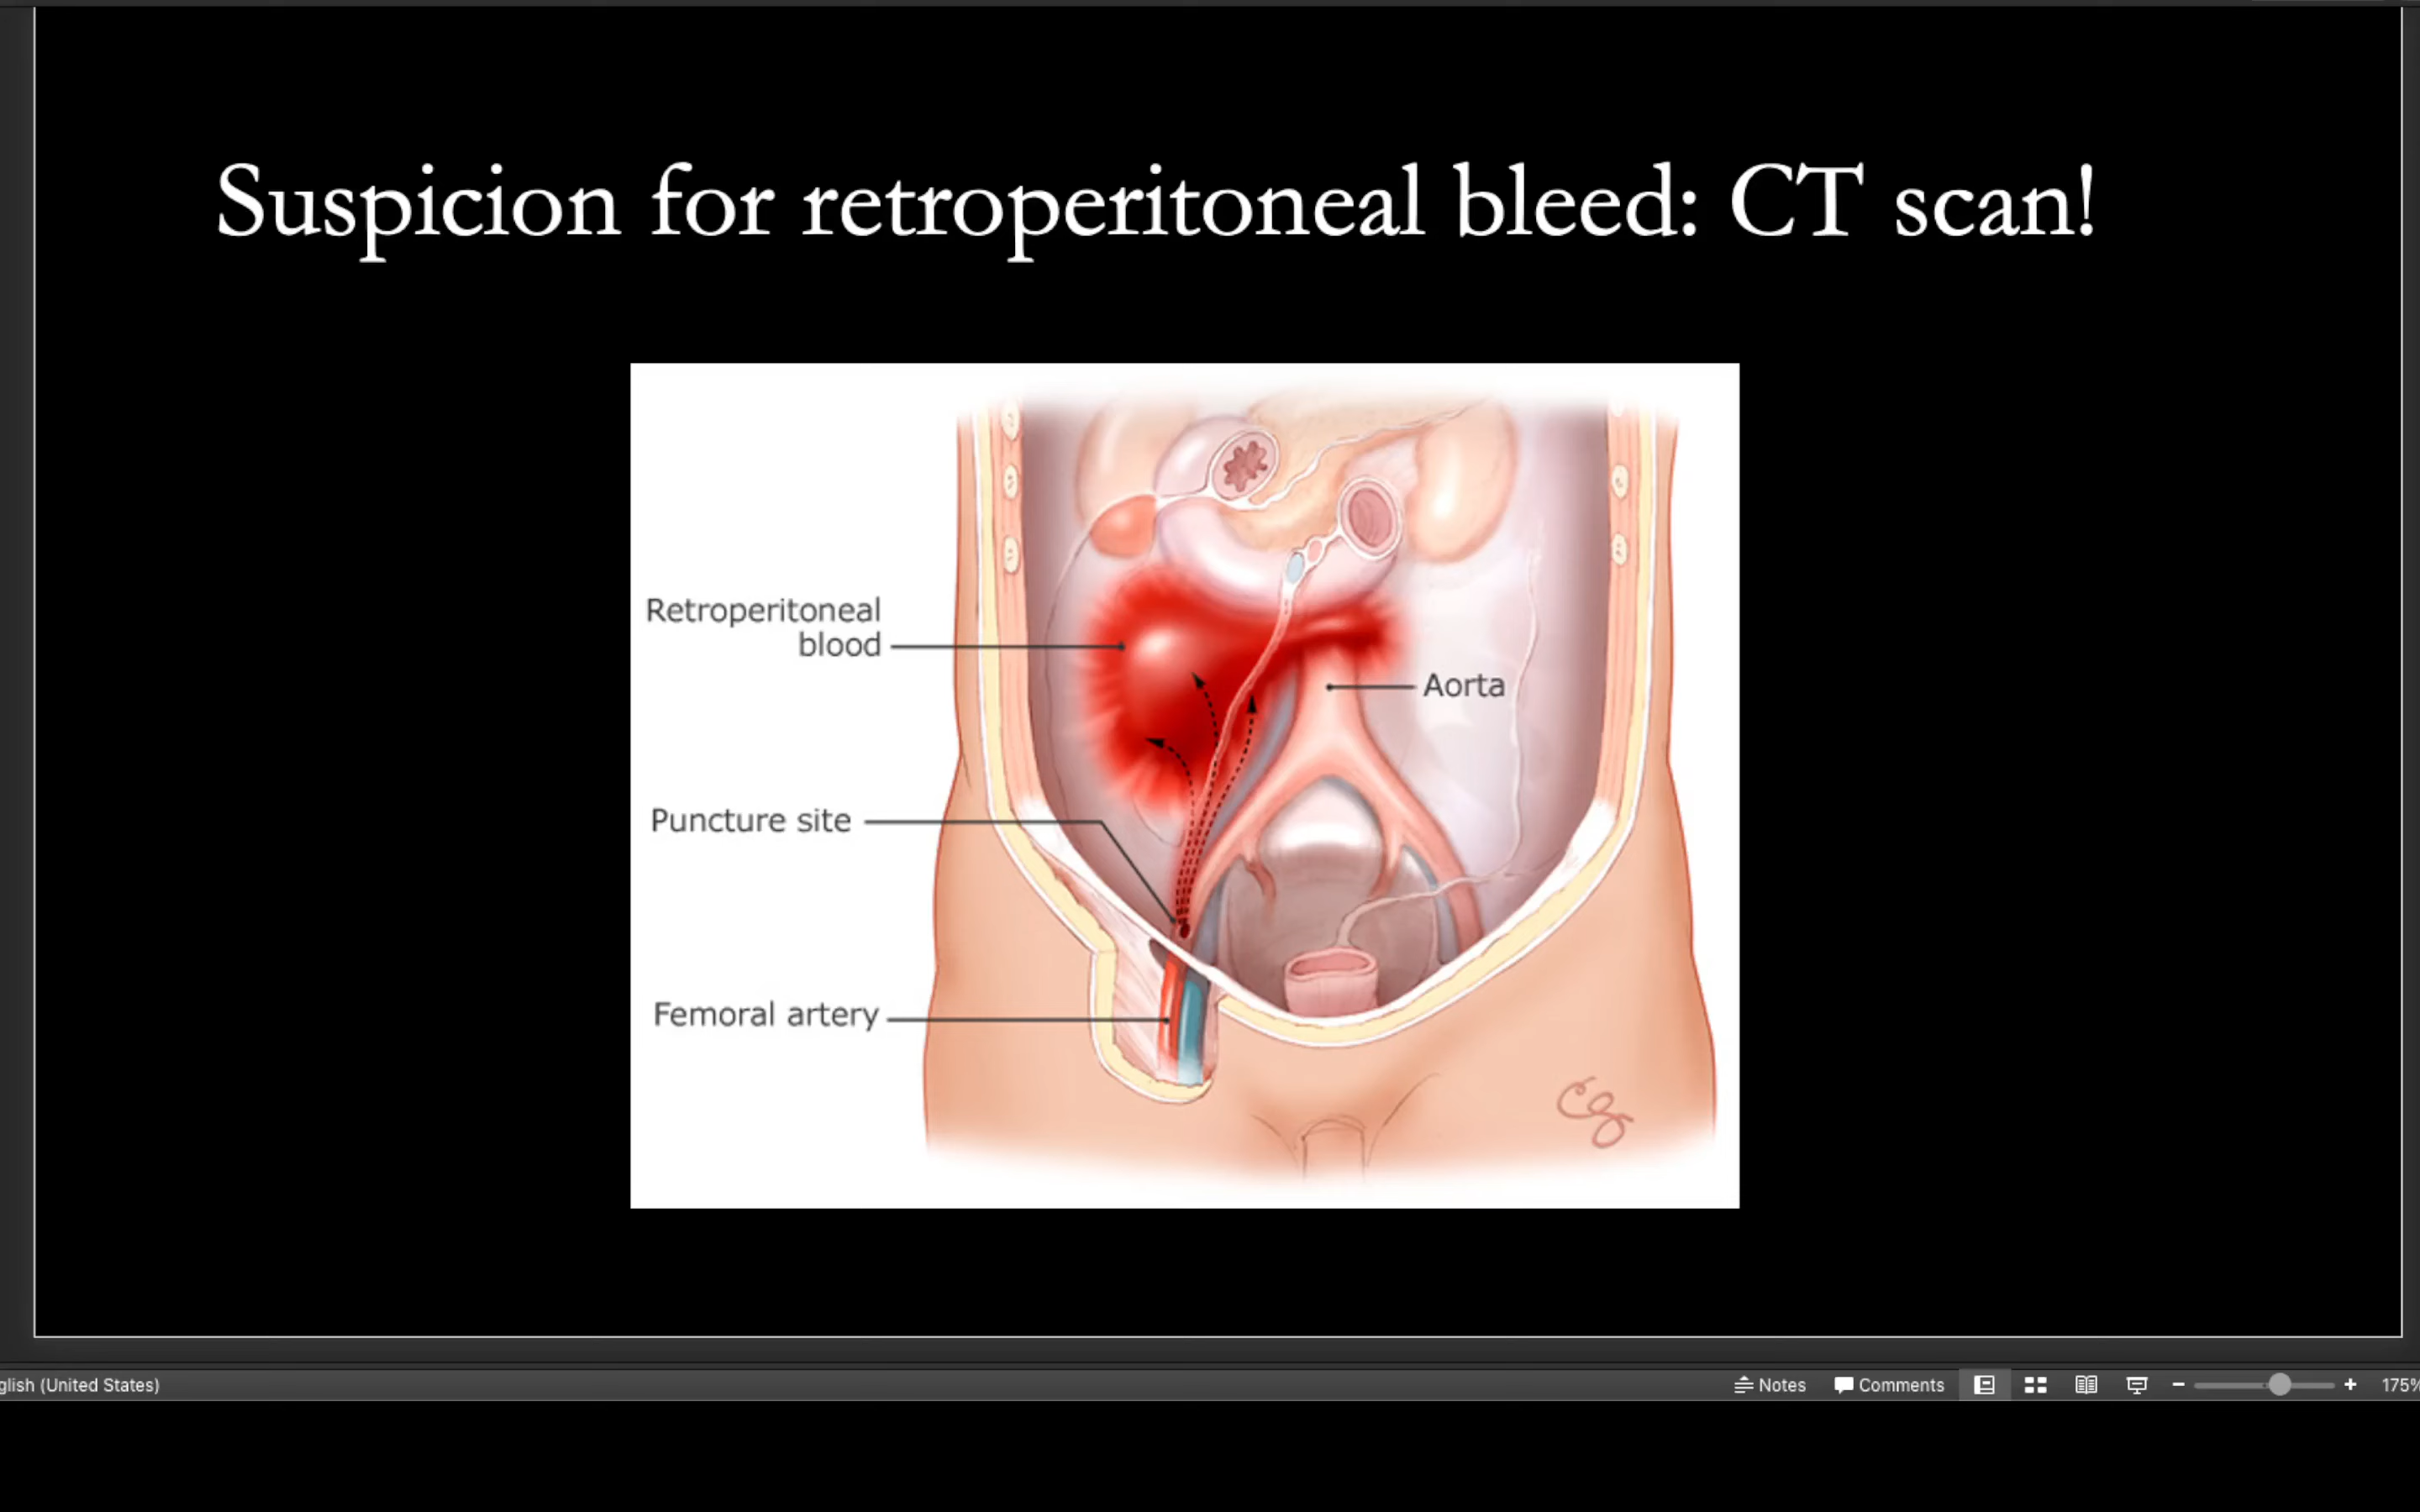 Suspicion for retroperitoneal bleed: CT scan!
Retroperitoneal
blood
Aorta
Puncture site
Femoral artery
glish (United States)
Notes
Comments
175%